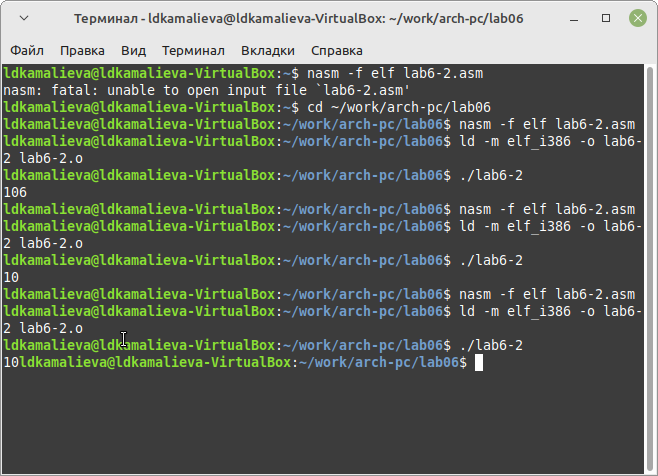 Терминал - ldkamalieva@ldkamalieva-VirtualBox: ~/work/arch-pc/lab06
Файл Правка Вид Терминал Вкладки Справка
ldkamalieva@ldkamalieva-VirtualBox:~$ nasm -f elf lab6-2.asm
nasm: fatal: unable to open input file `lab6-2.asm'
ldkamalieva@ldkamalieva-VirtualBox:~$ cd ~/work/arch-pc/lab06
ldkamalieva@ldkamalieva-VirtualBox:~/work/arch-pc/lab06$ nasm -f elf lab6-2.asm
ldkamalieva@ldkamalieva-VirtualBox:~/work/arch-pc/lab06$ ld -m elf_i386 -o lab6-
2 lab6-2.o
ldkamalieva@ldkamalieva-VirtualBox:~/work/arch-pc/lab06$ ./lab6-2
106
ldkamalieva@ldkamalieva-VirtualBox:~/work/arch-pc/lab06$ nasm -f elf lab6-2.asm
ldkamalieva@ldkamalieva-VirtualBox:~/work/arch-pc/lab06$ ld -m elf_i386 -o lab6-
2 lab6-2.o
ldkamalieva@ldkamalieva-VirtualBox:~/work/arch-pc/lab06$ ./lab6-2
10
ldkamalieva@ldkamalieva-VirtualBox:~/work/arch-pc/lab06$ nasm -f elf lab6-2.asm
ldkamalieva@ldkamalieva-VirtualBox:~/work/arch-pc/lab06$ ld -m elf_i386 -o lab6-
2 lab6-2.o
ldkamalieva@ldkamalieva-VirtualBox:~/work/arch-pc/lab06$ ./lab6-2
10ldkamalieva@ldkamalieva-VirtualBox:~/work/arch-pc/lab06$